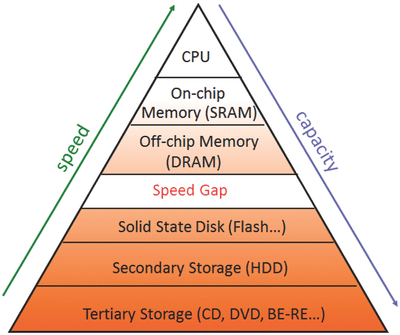 CPU
On-chip
Memory (SRAM)
Off-chip Memory
(DRAM)
Speed Gap
Solid State Disk (Flash...)
Secondary Storage (HDD)
Tertiary Storage (CD, DVD, BE-RE...)
speed
capacity